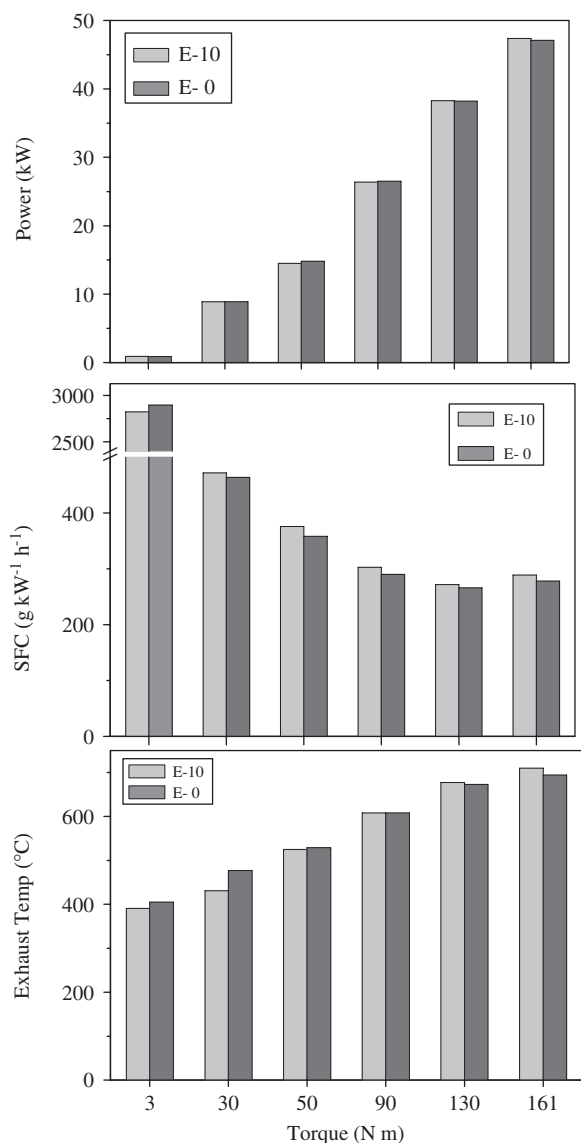 50
40
30
20
10
0
Power (kW)
E-10
E- 0
3000
2500
400
200
0
SFC (g kW⁻¹ h⁻¹)
E-10
E- 0
600
400
200
0
Exhaust Temp (°C)
E-10
E- 0
3 30 50 90 130 161
Torque (N m)